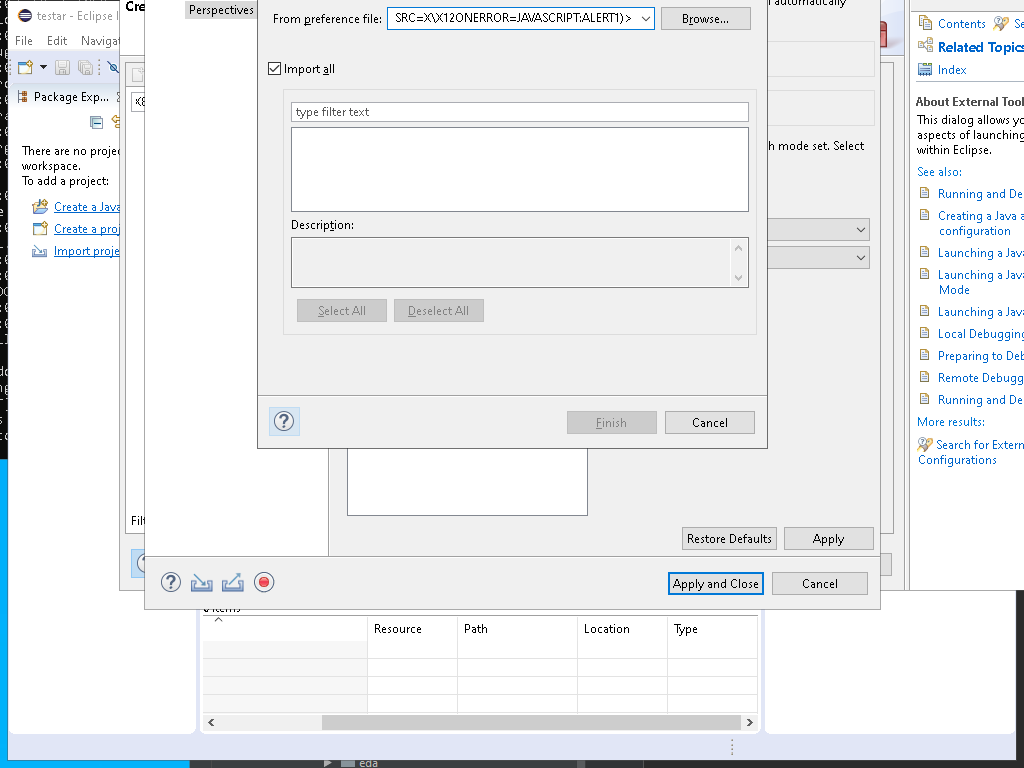 testar - Eclipse I
File Edit Naviga
Package Exp...
There are no proje
workspace.
To add a project:
Create a Java
Create a proj
Import proje
Cre
Perspectives
From preference file: SRC=X\X12ONERROR=JAVASCRIPT:ALERT1)> Browse...
Import all
type filter text
Description:
Select All Deselect All
Finish Cancel
automatically
h mode set. Select
Restore Defaults Apply
Apply and Close Cancel
Filt
items
Resource Path Location Type
Contents Se
Related Topics
Index
About External Tool
This dialog allows yo
aspects of launching
within Eclipse.
See also:
Running and De
Creating a Java a
configuration
Launching a Java
Launching a Java
Mode
Launching a Java
Local Debugging
Preparing to Deb
Remote Debugg
Running and De
More results:
Search for Extern
Configurations
eda